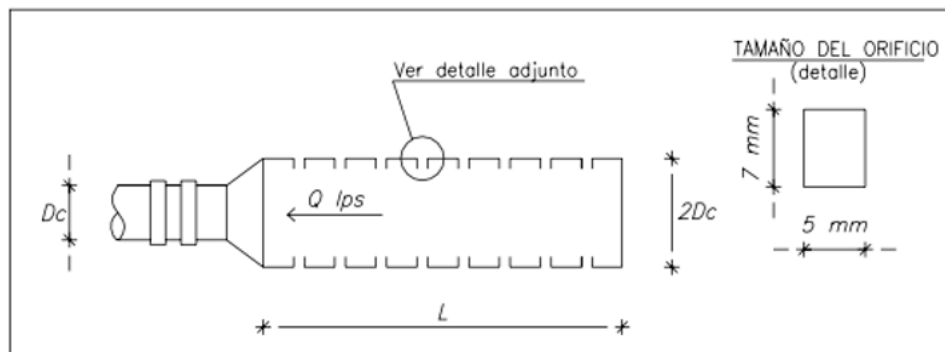 TAMAÑO DEL ORIFICIO
(detalle)
Ver detalle adjunto
7 mm
Dc
Q lps
2Dc
5 mm
L